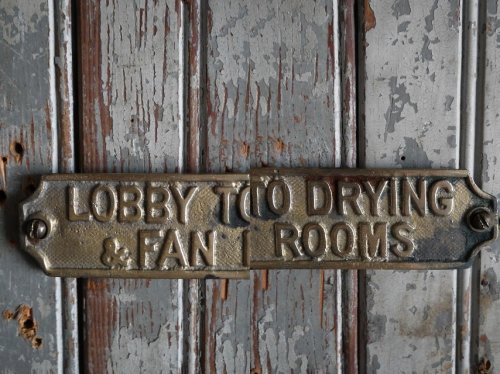 LOBBY TO DRYING
& FAN ROOMS